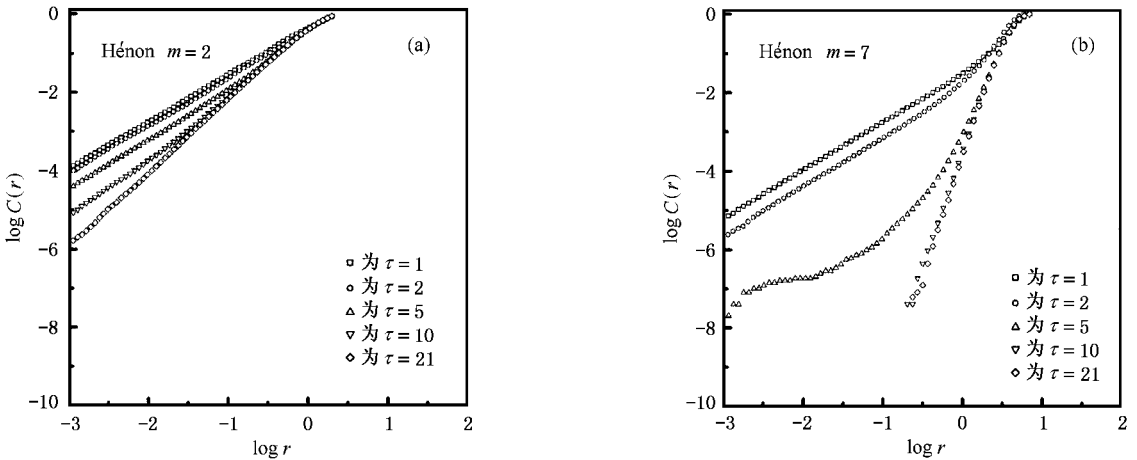 Hénon m = 2
(a)
log C(r)
0
−2
−4
−6
−8
−10
为 τ = 1
为 τ = 2
为 τ = 5
为 τ = 10
为 τ = 21
−3 −2 −1 0 1 2
log r
Hénon m = 7
(b)
log C(r)
0
−2
−4
−6
−8
−10
为 τ = 1
为 τ = 2
为 τ = 5
为 τ = 10
为 τ = 21
−3 −2 −1 0 1 2
log r